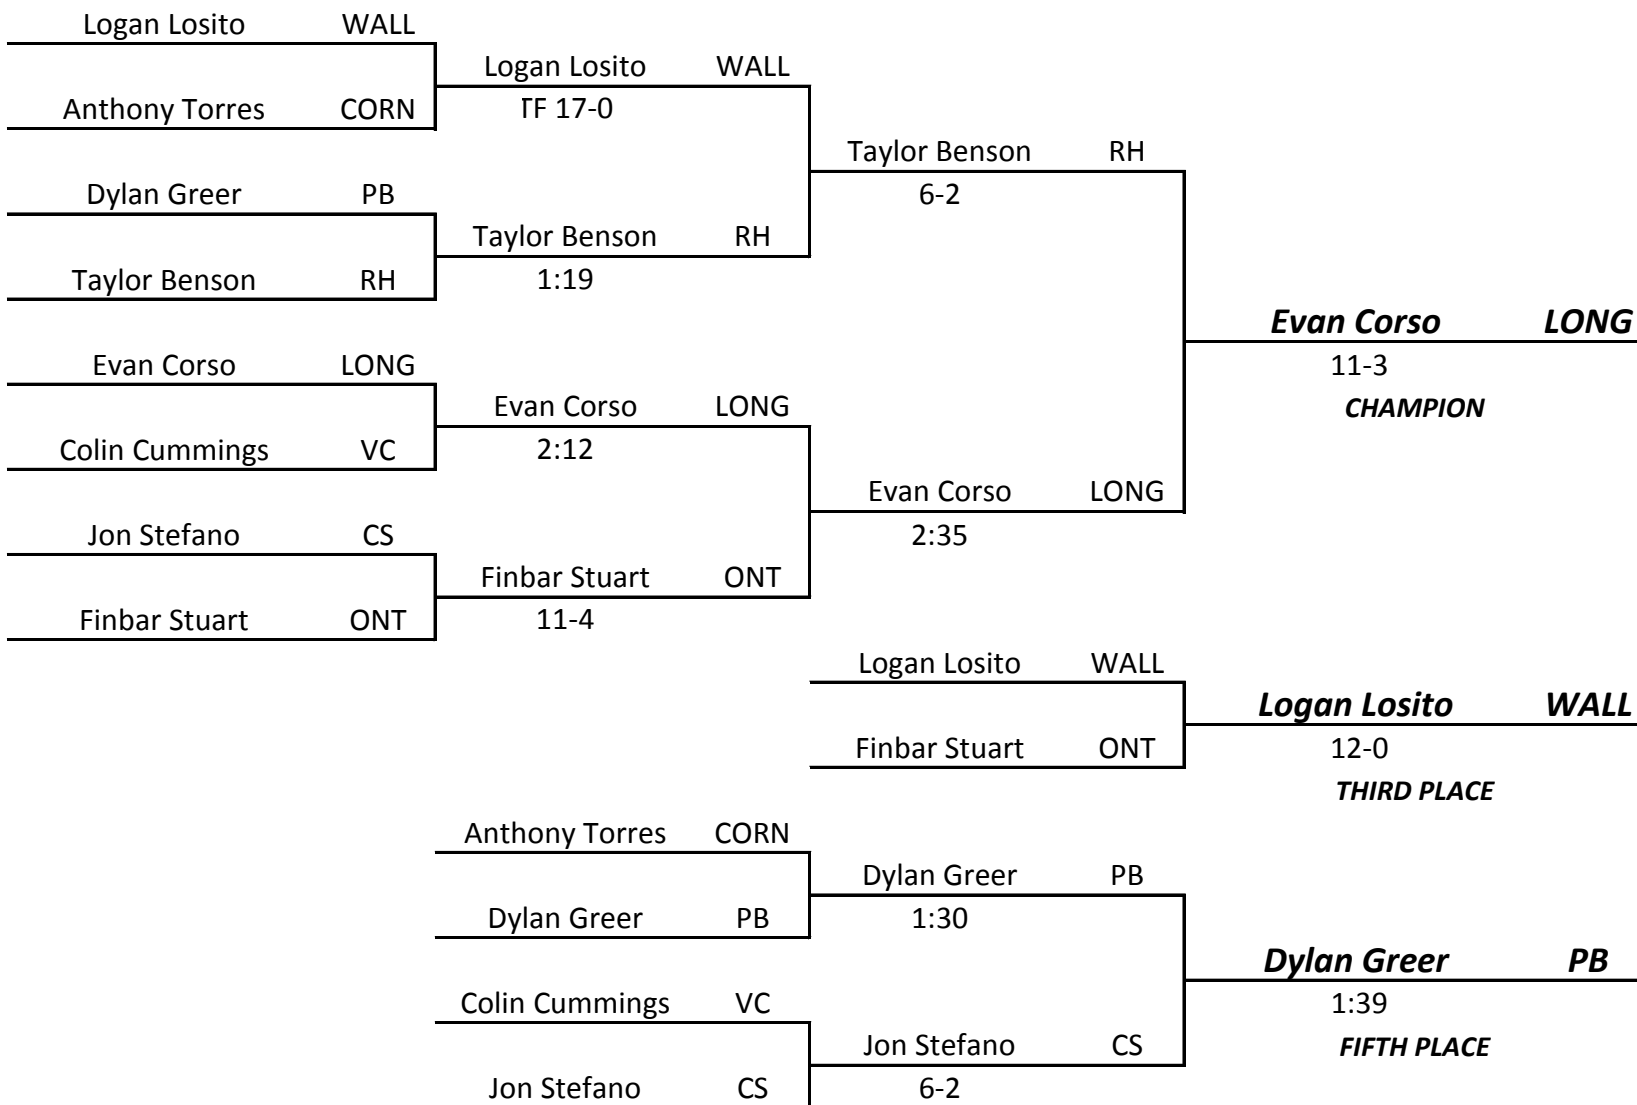 Logan Losito WALL
Logan Losito WALL
Anthony Torres CORN
TF 17-0
Taylor Benson RH
Dylan Greer PB
6-2
Taylor Benson RH
Taylor Benson RH
1:19
Evan Corso LONG
Evan Corso LONG
11-3
Evan Corso LONG
CHAMPION
Colin Cummings VC
2:12
Evan Corso LONG
Jon Stefano CS
2:35
Finbar Stuart ONT
Finbar Stuart ONT
11-4
Logan Losito WALL
Logan Losito WALL
Finbar Stuart ONT
12-0
THIRD PLACE
Anthony Torres CORN
Dylan Greer PB
Dylan Greer PB
1:30
Dylan Greer PB
Colin Cummings VC
1:39
Jon Stefano CS
FIFTH PLACE
Jon Stefano CS
6-2